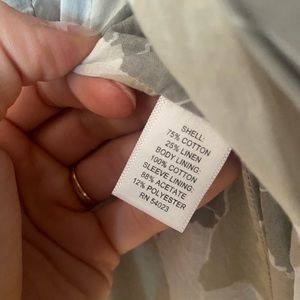 SHELL:
75% COTTON
25% LINEN
BODY LINING:
100% COTTON
SLEEVE LINING:
88% ACETATE
12% POLYESTER
RN 54023